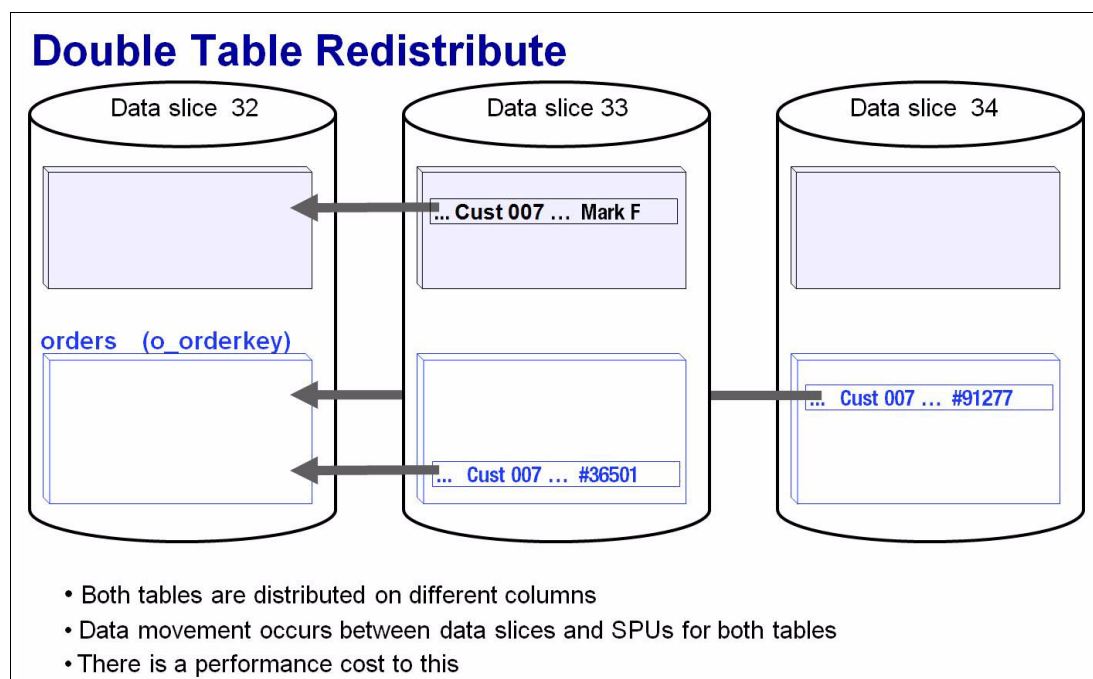 Double Table Redistribute
Data slice 32
Data slice 33
Data slice 34
... Cust 007 ... Mark F
orders (o_orderkey)
... Cust 007 ... #91277
... Cust 007 ... #36501
• Both tables are distributed on different columns
• Data movement occurs between data slices and SPUs for both tables
• There is a performance cost to this